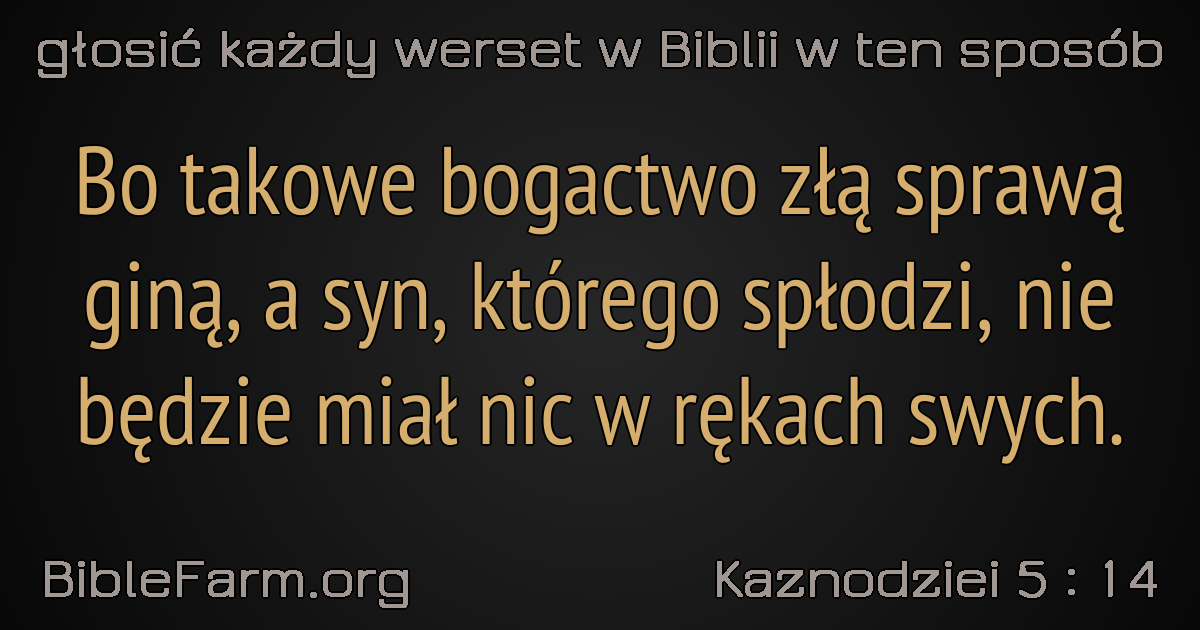 głosić każdy werset w Biblii w ten sposób
Bo takowe bogactwo złą sprawą
giną, a syn, którego spłodzi, nie
będzie miał nic w rękach swych.
BibleFarm.org
Kaznodziei 5 : 14